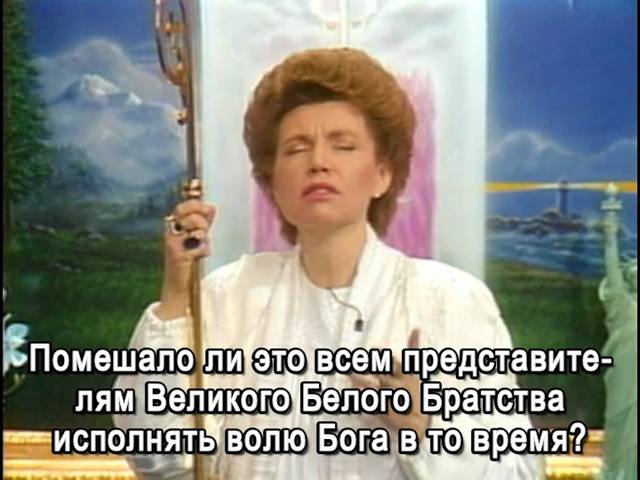 Помешало ли это всем представите-
лям Великого Белого Братства
исполнять волю Бога в то время?